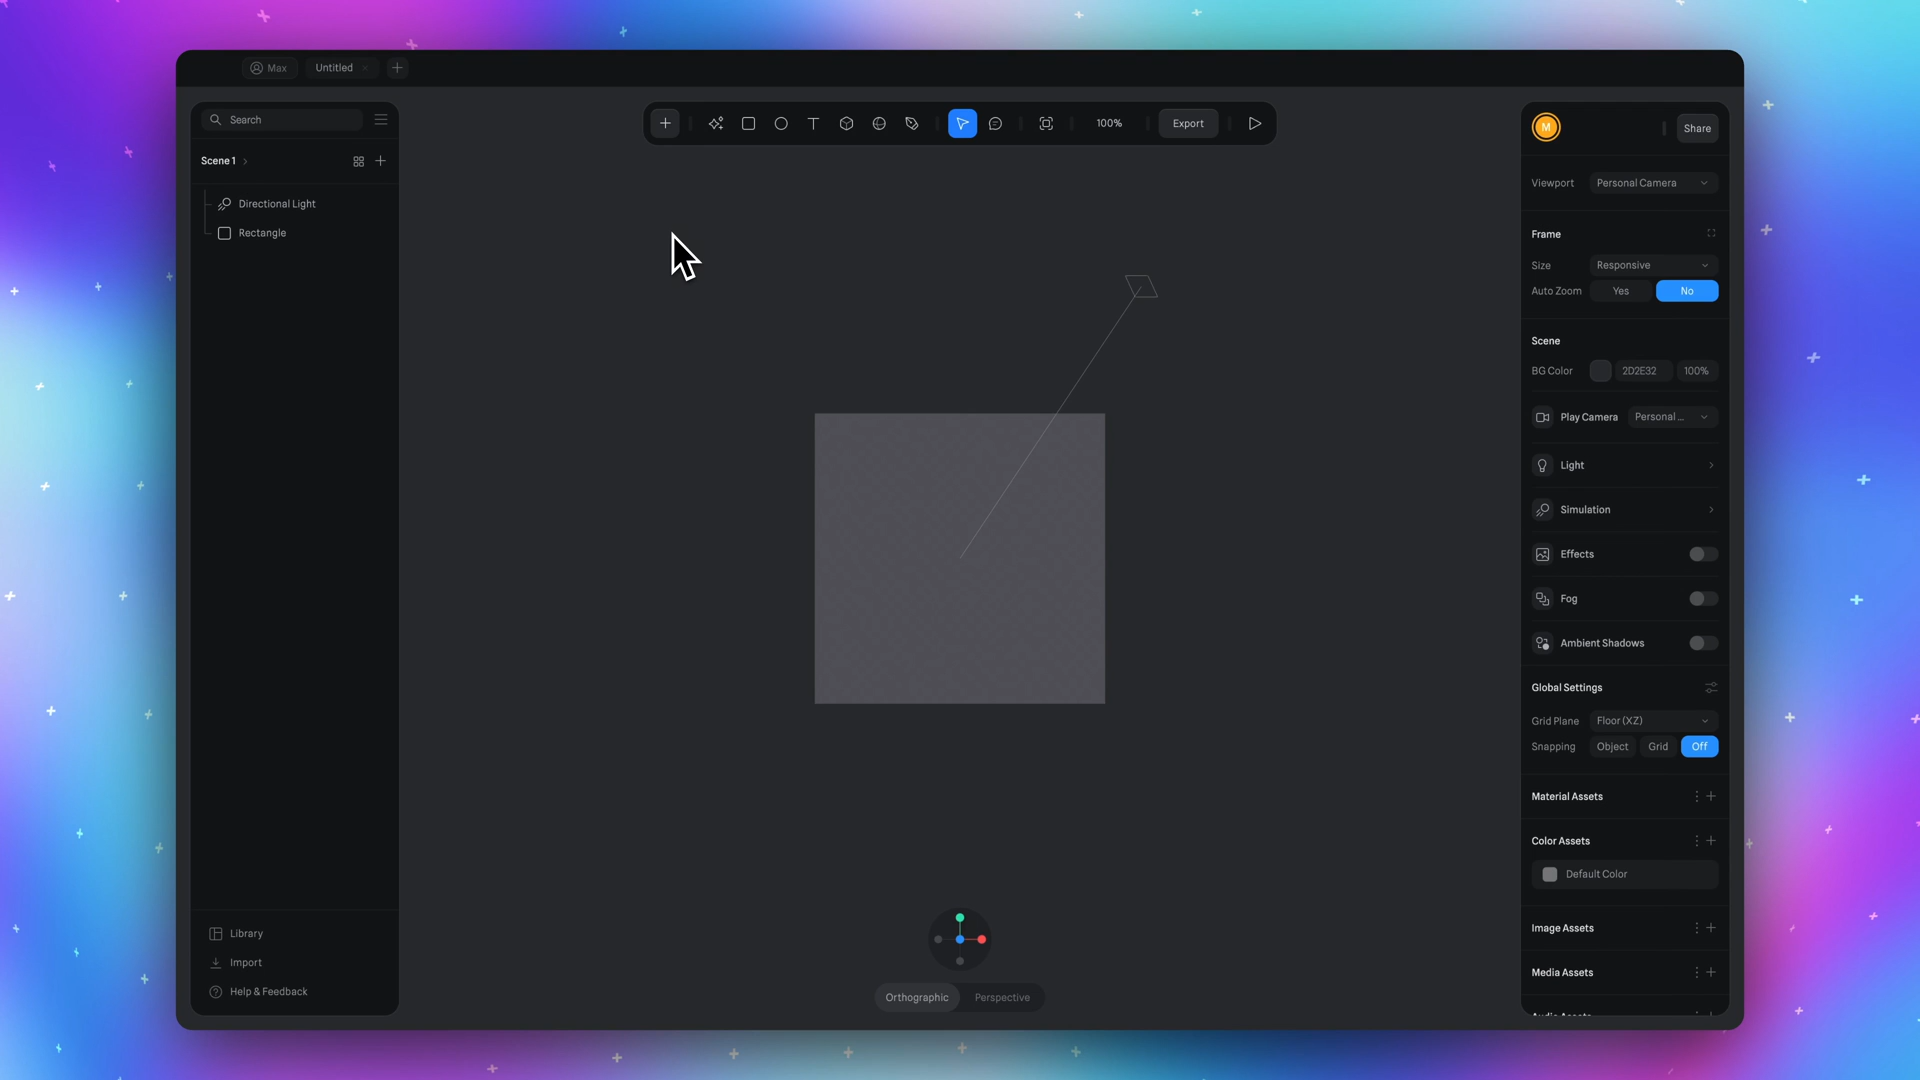 Max
Untitled
Search
100%
Export
M
Share
Scene 1
Directional Light
Rectangle
Viewport Personal Camera
Frame
Size Responsive
Auto Zoom Yes No
Scene
BG Color 2D2E32 100%
Play Camera Personal ...
Light
Simulation
Effects
Fog
Ambient Shadows
Global Settings
Grid Plane Floor (XZ)
Snapping Object Grid Off
Material Assets
Color Assets
Default Color
Image Assets
Media Assets
Library
Import
Help & Feedback
Orthographic Perspective